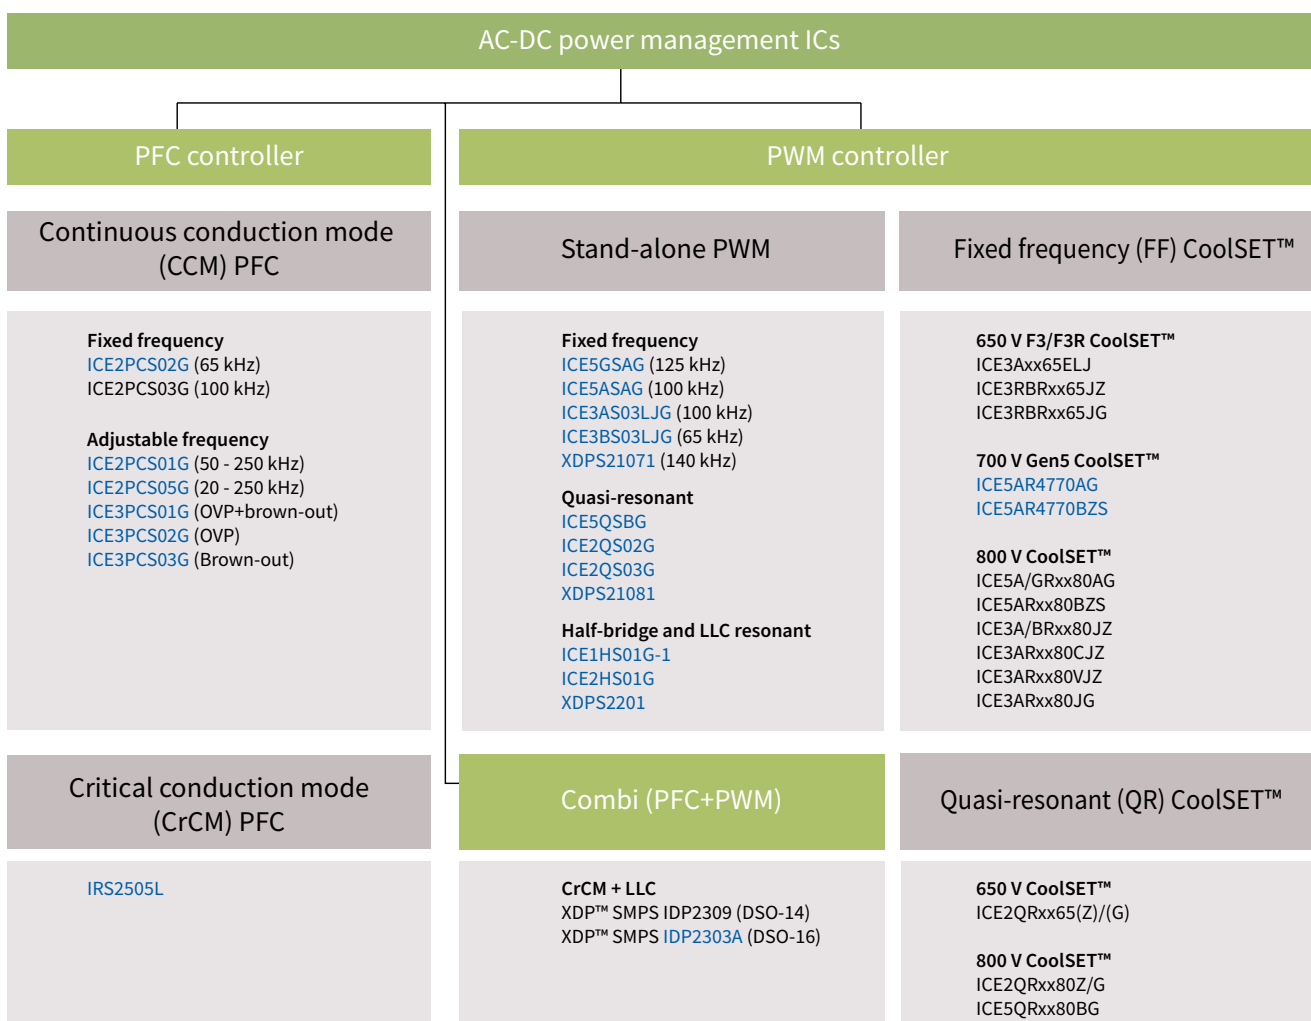 AC-DC power management ICs
PFC controller
PWM controller
Continuous conduction mode
(CCM) PFC
Stand-alone PWM
Fixed frequency (FF) CoolSET™
Fixed frequency
ICE2PCS02G (65 kHz)
ICE2PCS03G (100 kHz)
Adjustable frequency
ICE2PCS01G (50 - 250 kHz)
ICE2PCS05G (20 - 250 kHz)
ICE3PCS01G (OVP+brown-out)
ICE3PCS02G (OVP)
ICE3PCS03G (Brown-out)
Fixed frequency
ICE5GSAG (125 kHz)
ICE5ASAG (100 kHz)
ICE3AS03LJG (100 kHz)
ICE3BS03LJG (65 kHz)
XDPS21071 (140 kHz)
Quasi-resonant
ICE5QSBG
ICE2QS02G
ICE2QS03G
XDPS21081
Half-bridge and LLC resonant
ICE1HS01G-1
ICE2HS01G
XDPS2201
650 V F3/F3R CoolSET™
ICE3Axx65ELJ
ICE3RBRxx65JZ
ICE3RBRxx65JG
700 V Gen5 CoolSET™
ICE5AR4770AG
ICE5AR4770BZS
800 V CoolSET™
ICE5A/GRxx80AG
ICE5ARxx80BZS
ICE3A/BRxx80JZ
ICE3ARxx80CJZ
ICE3ARxx80VJZ
ICE3ARxx80JG
Critical conduction mode
(CrCM) PFC
Combi (PFC+PWM)
Quasi-resonant (QR) CoolSET™
IRS2505L
CrCM + LLC
XDP™ SMPS IDP2309 (DSO-14)
XDP™ SMPS IDP2303A (DSO-16)
650 V CoolSET™
ICE2QRxx65(Z)/(G)
800 V CoolSET™
ICE2QRxx80Z/G
ICE5QRxx80BG